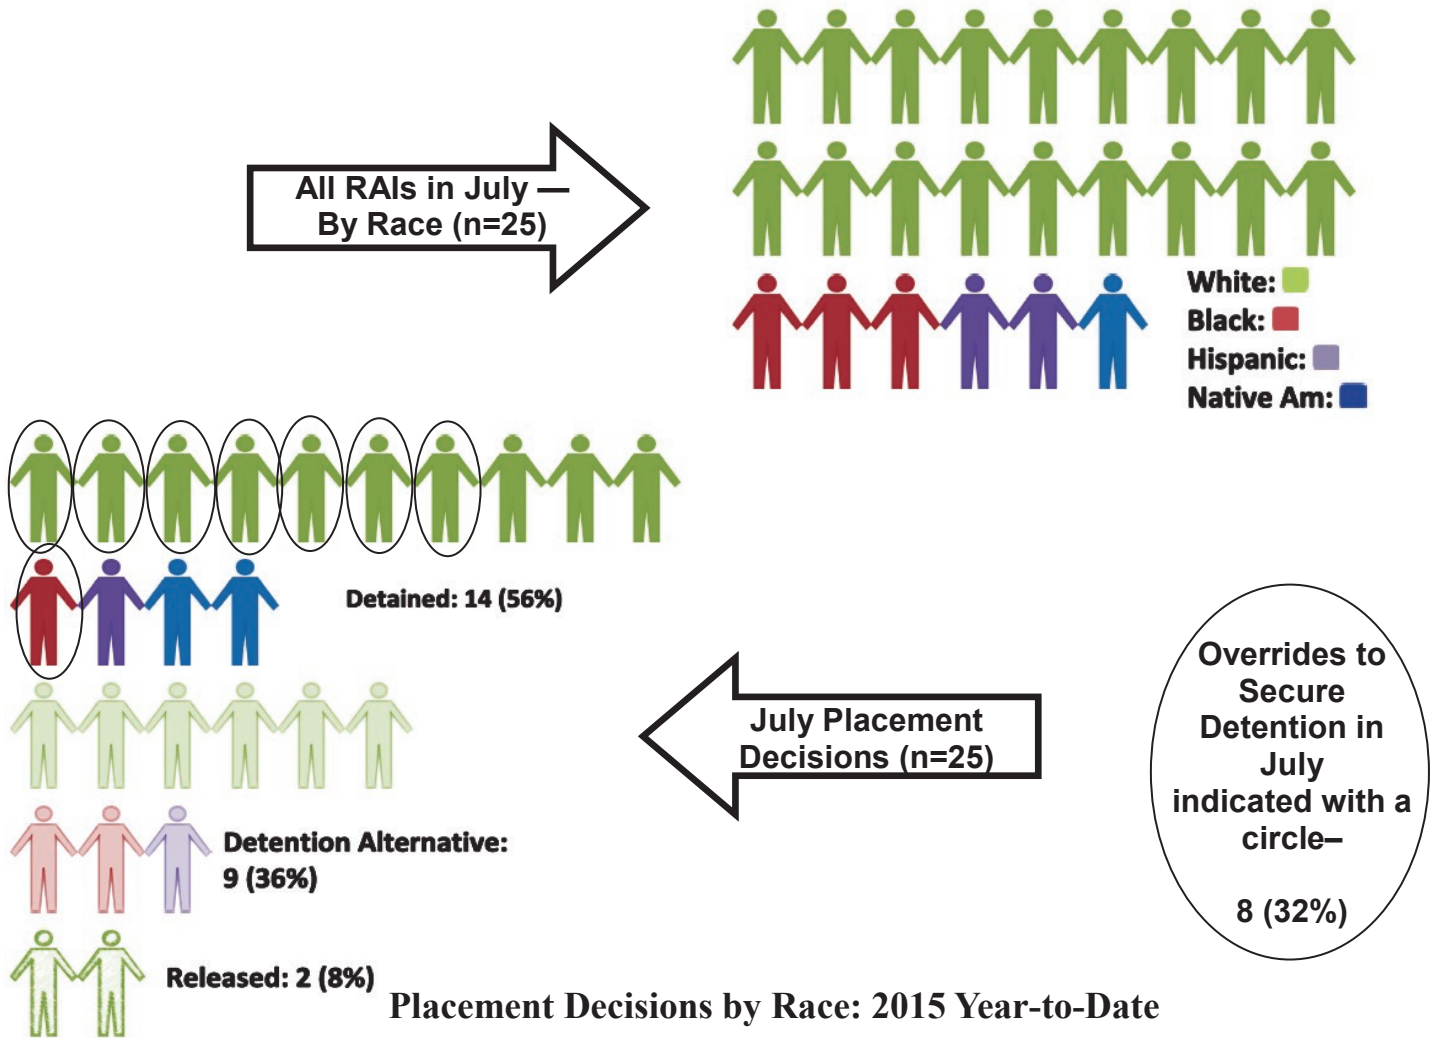 All RAIs in July —
By Race (n=25)
White:
Black:
Hispanic:
Native Am:
Detained: 14 (56%)
Overrides to
Secure
Detention in
July
indicated with a
circle–
8 (32%)
July Placement
Decisions (n=25)
Detention Alternative:
9 (36%)
Released: 2 (8%)
Placement Decisions by Race: 2015 Year-to-Date